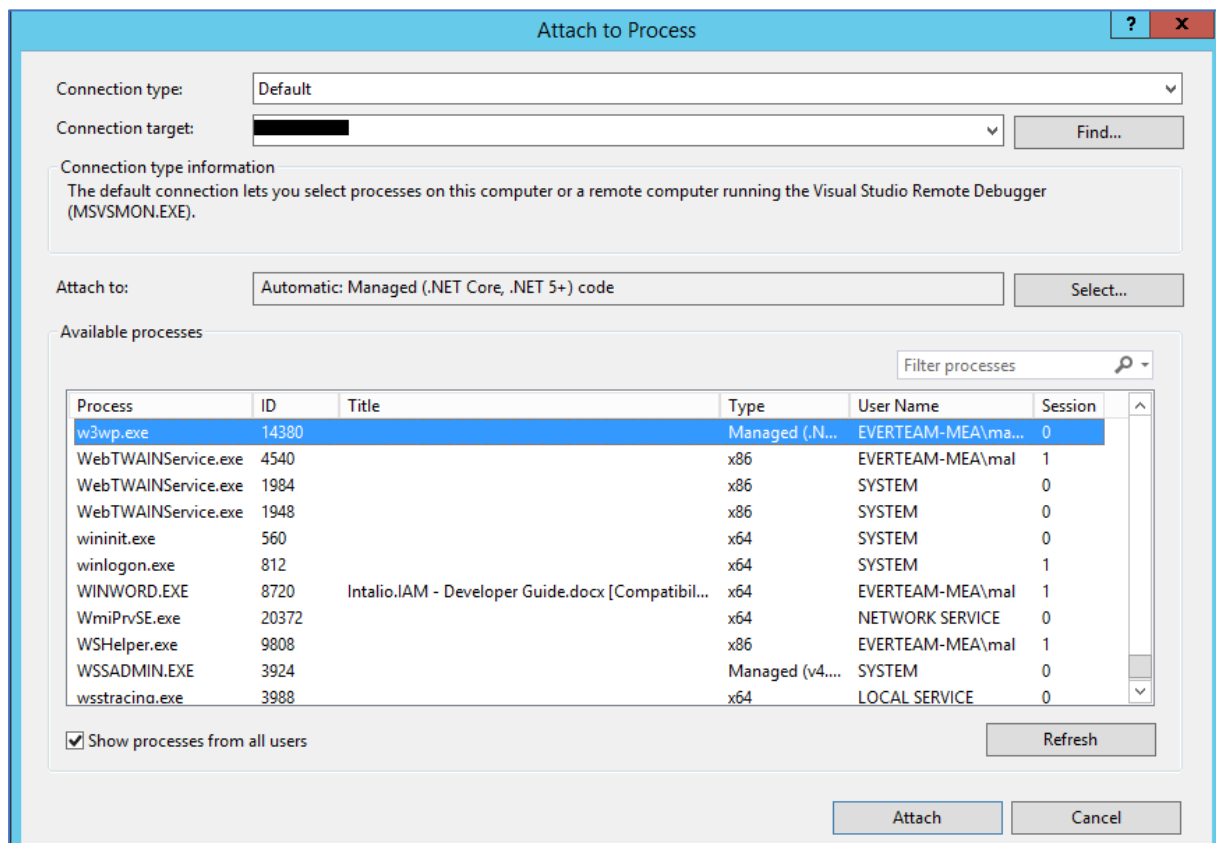 Attach to Process
? x
Connection type: Default
Connection target: Find...
Connection type information
The default connection lets you select processes on this computer or a remote computer running the Visual Studio Remote Debugger
(MSVSMON.EXE).
Attach to: Automatic: Managed (.NET Core, .NET 5+) code Select...
Available processes
Filter processes
Process ID Title Type User Name Session
w3wp.exe 14380 Managed (.N... EVERTEAM-MEA\ma... 0
WebTWAINService.exe 4540 x86 EVERTEAM-MEA\mal 1
WebTWAINService.exe 1984 x86 SYSTEM 0
WebTWAINService.exe 1948 x86 SYSTEM 0
wininit.exe 560 x64 SYSTEM 0
winlogon.exe 812 x64 SYSTEM 1
WINWORD.EXE 8720 Intalio.IAM - Developer Guide.docx [Compatibil... x64 EVERTEAM-MEA\mal 1
WmiPrvSE.exe 20372 x64 NETWORK SERVICE 0
WSHelper.exe 9808 x86 EVERTEAM-MEA\mal 1
WSSADMIN.EXE 3924 Managed (v4.... SYSTEM 0
wsstracing.exe 3988 x64 LOCAL SERVICE 0
Show processes from all users Refresh
Attach Cancel